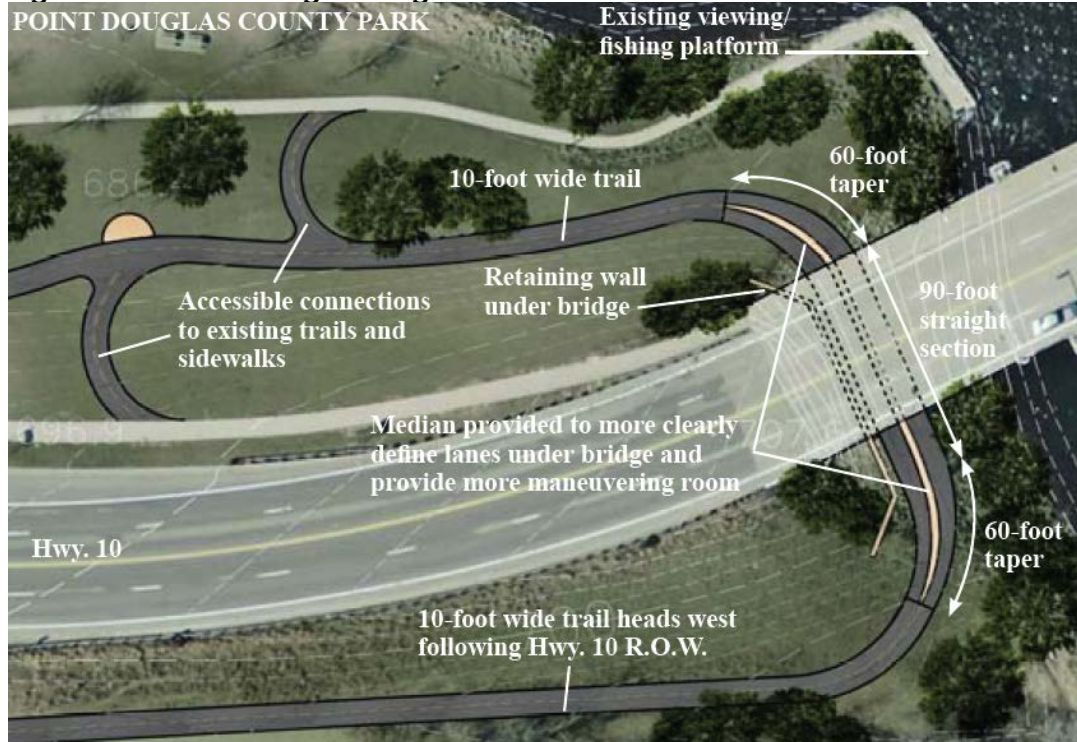 POINT DOUGLAS COUNTY PARK
Existing viewing/
fishing platform
60-foot
taper
10-foot wide trail
Retaining wall
under bridge
Accessible connections
to existing trails and
sidewalks
90-foot
straight
section
Median provided to more clearly
define lanes under bridge and
provide more maneuvering room
Hwy. 10
60-foot
taper
10-foot wide trail heads west
following Hwy. 10 R.O.W.